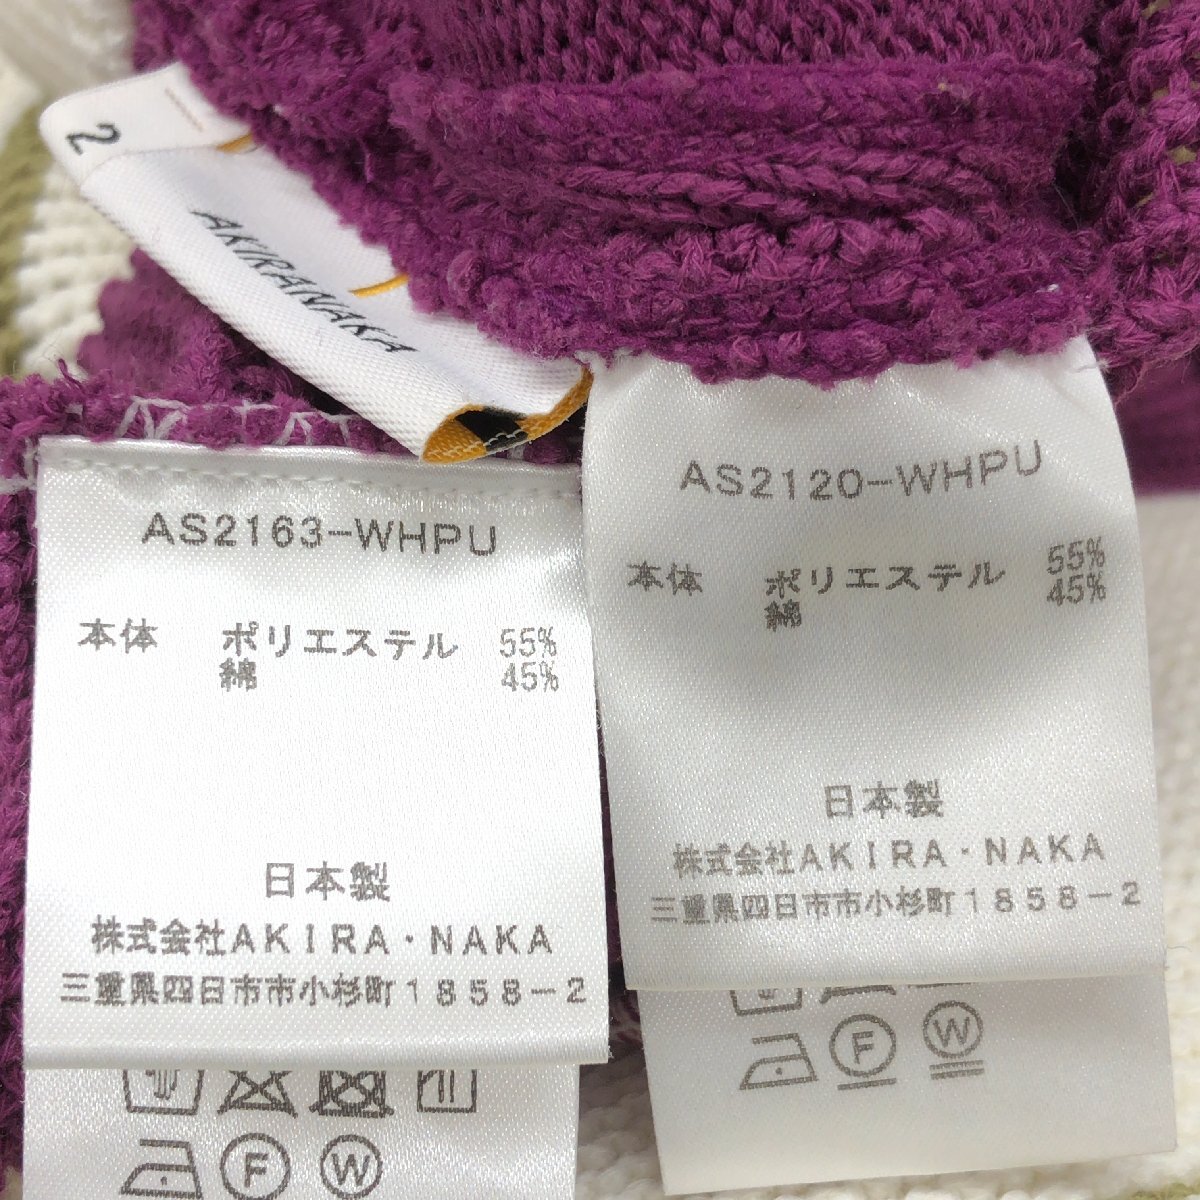 2
AKIRANAKA
AS2163-WHPU
本体 ポリエステル 55%
綿 45%
日本製
株式会社AKIRA・NAKA
三重県四日市市小杉町1858-2
F W
AS2120-WHPU
本体 ポリエステル 55%
綿 45%
日本製
株式会社AKIRA・NAKA
三重県四日市市小杉町1858-2
F W